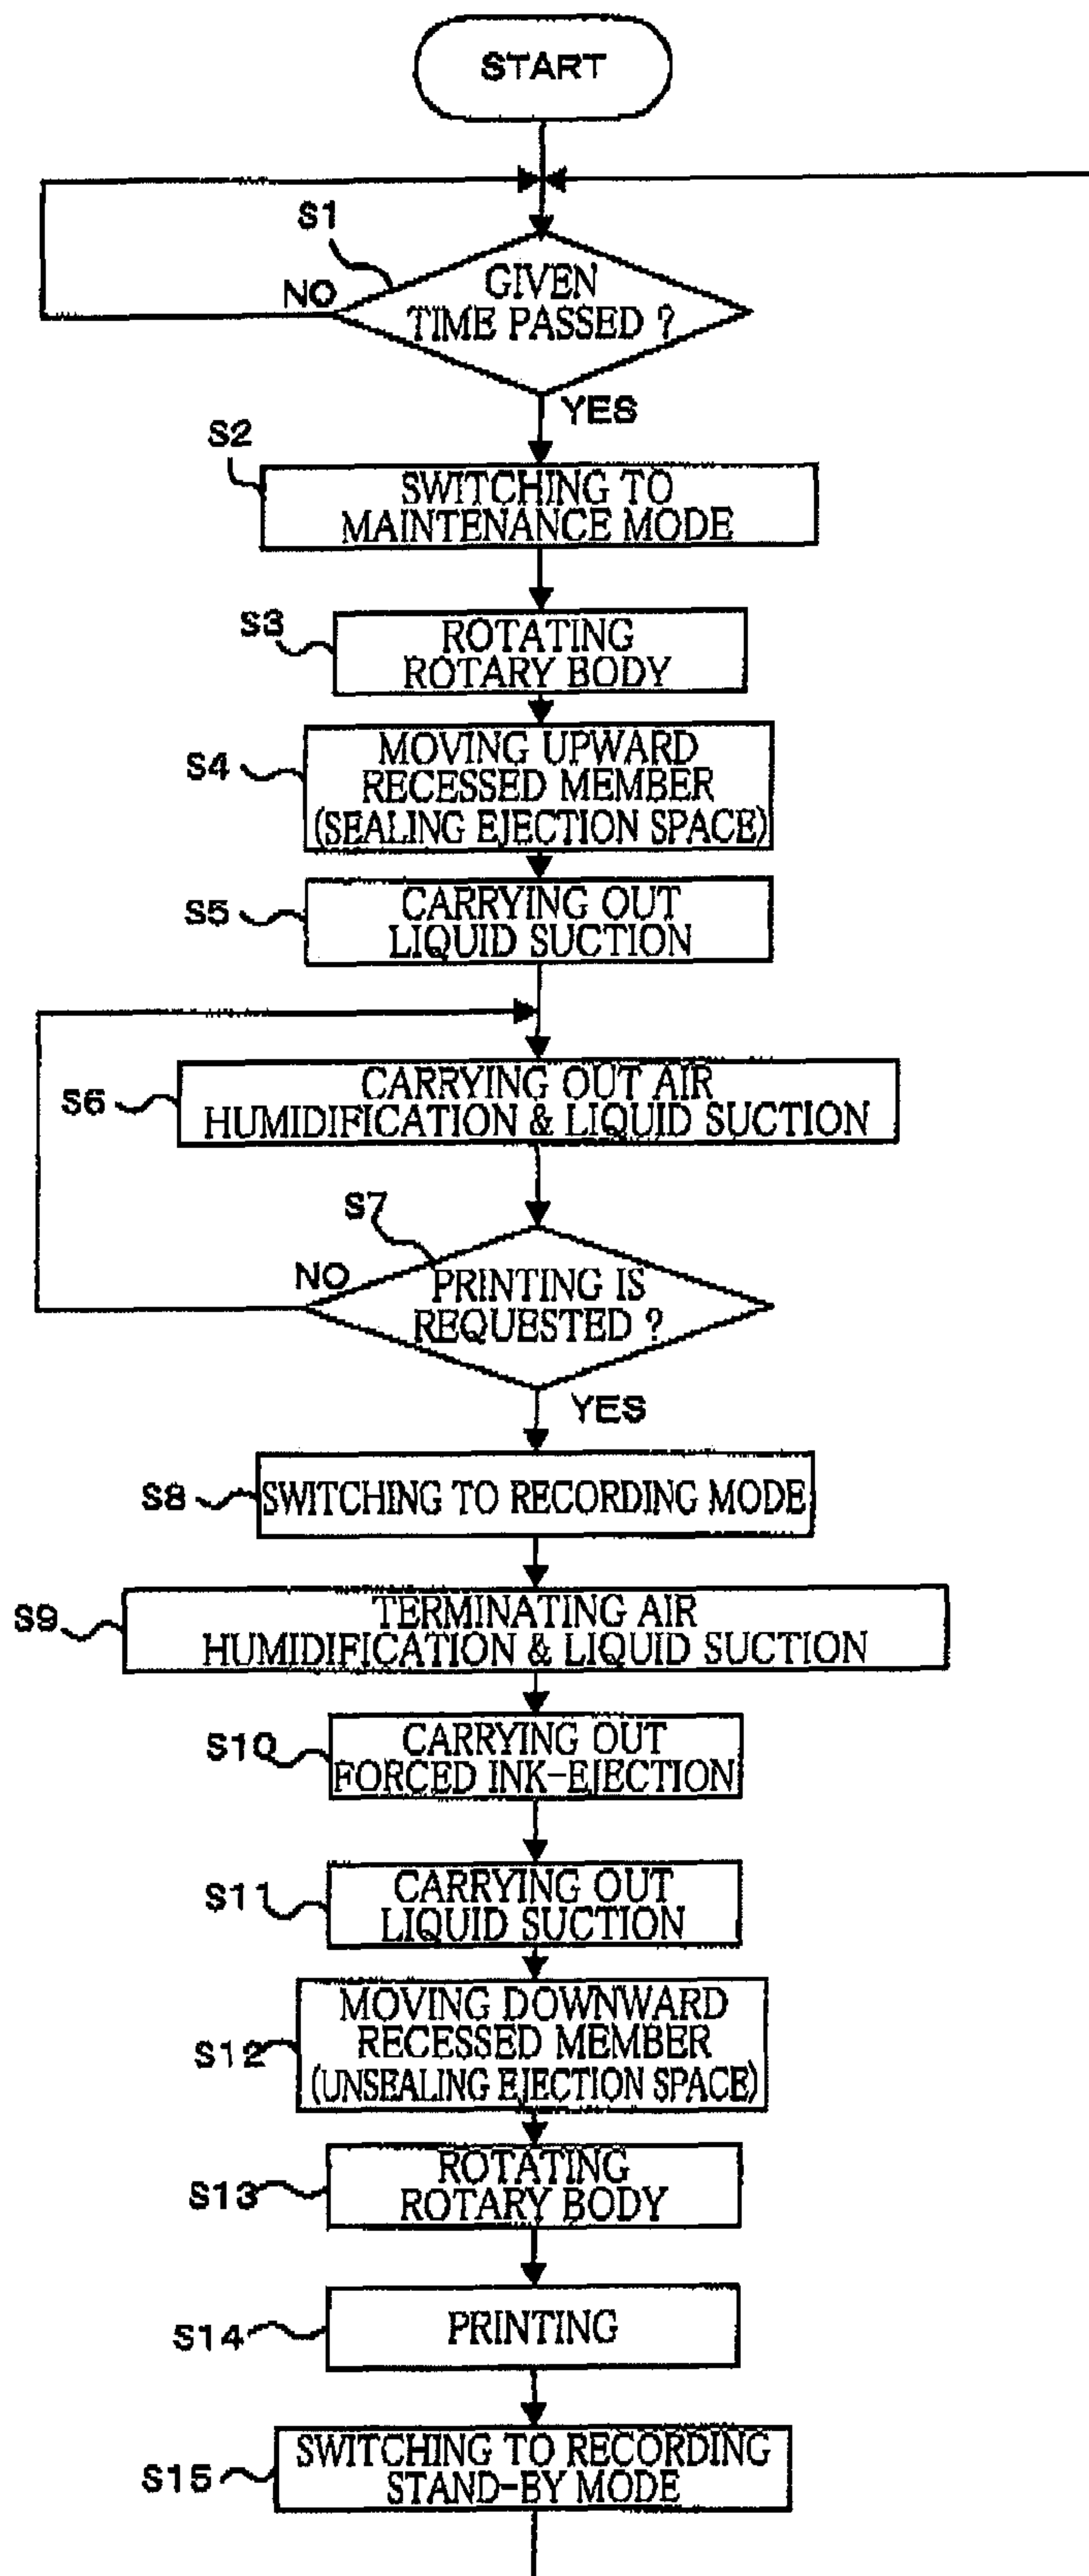 START
S1
GIVEN
TIME PASSED ?
NO
YES
S2
SWITCHING TO
MAINTENANCE MODE
S3
ROTATING
ROTARY BODY
S4
MOVING UPWARD
RECESSED MEMBER
(SEALING EJECTION SPACE)
S5
CARRYING OUT
LIQUID SUCTION
S6
CARRYING OUT AIR
HUMIDIFICATION & LIQUID SUCTION
S7
NO
PRINTING IS
REQUESTED ?
YES
S8
SWITCHING TO RECORDING MODE
S9
TERMINATING AIR
HUMIDIFICATION & LIQUID SUCTION
S10
CARRYING OUT
FORCED INK-EJECTION
S11
CARRYING OUT
LIQUID SUCTION
S12
MOVING DOWNWARD
RECESSED MEMBER
(UNSEALING EJECTION SPACE)
S13
ROTATING
ROTARY BODY
S14
PRINTING
S15
SWITCHING TO RECORDING
STAND-BY MODE